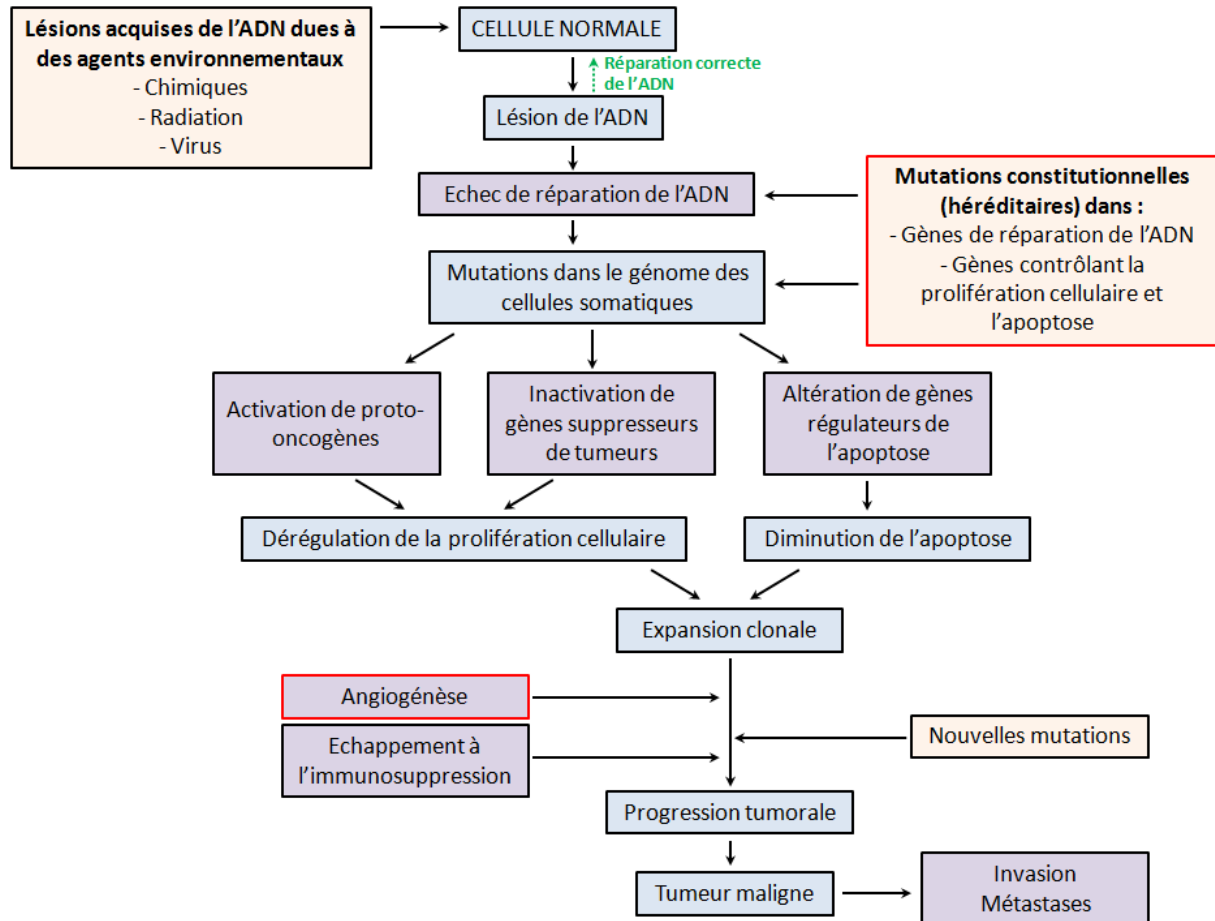 Lésions acquises de l'ADN dues à
des agents environnementaux
- Chimiques
- Radiation
- Virus
CELLULE NORMALE
Réparation correcte
de l'ADN
Lésion de l'ADN
Echec de réparation de l'ADN
Mutations constitutionnelles
(héréditaires) dans :
- Gènes de réparation de l'ADN
- Gènes contrôlant la
prolifération cellulaire et
l'apoptose
Mutations dans le génome des
cellules somatiques
Activation de proto-
oncogènes
Inactivation de
gènes suppresseurs
de tumeurs
Altération de gènes
régulateurs de
l'apoptose
Dérégulation de la prolifération cellulaire
Diminution de l'apoptose
Expansion clonale
Angiogénèse
Echappement à
l'immunosuppression
Nouvelles mutations
Progression tumorale
Tumeur maligne
Invasion
Métastases